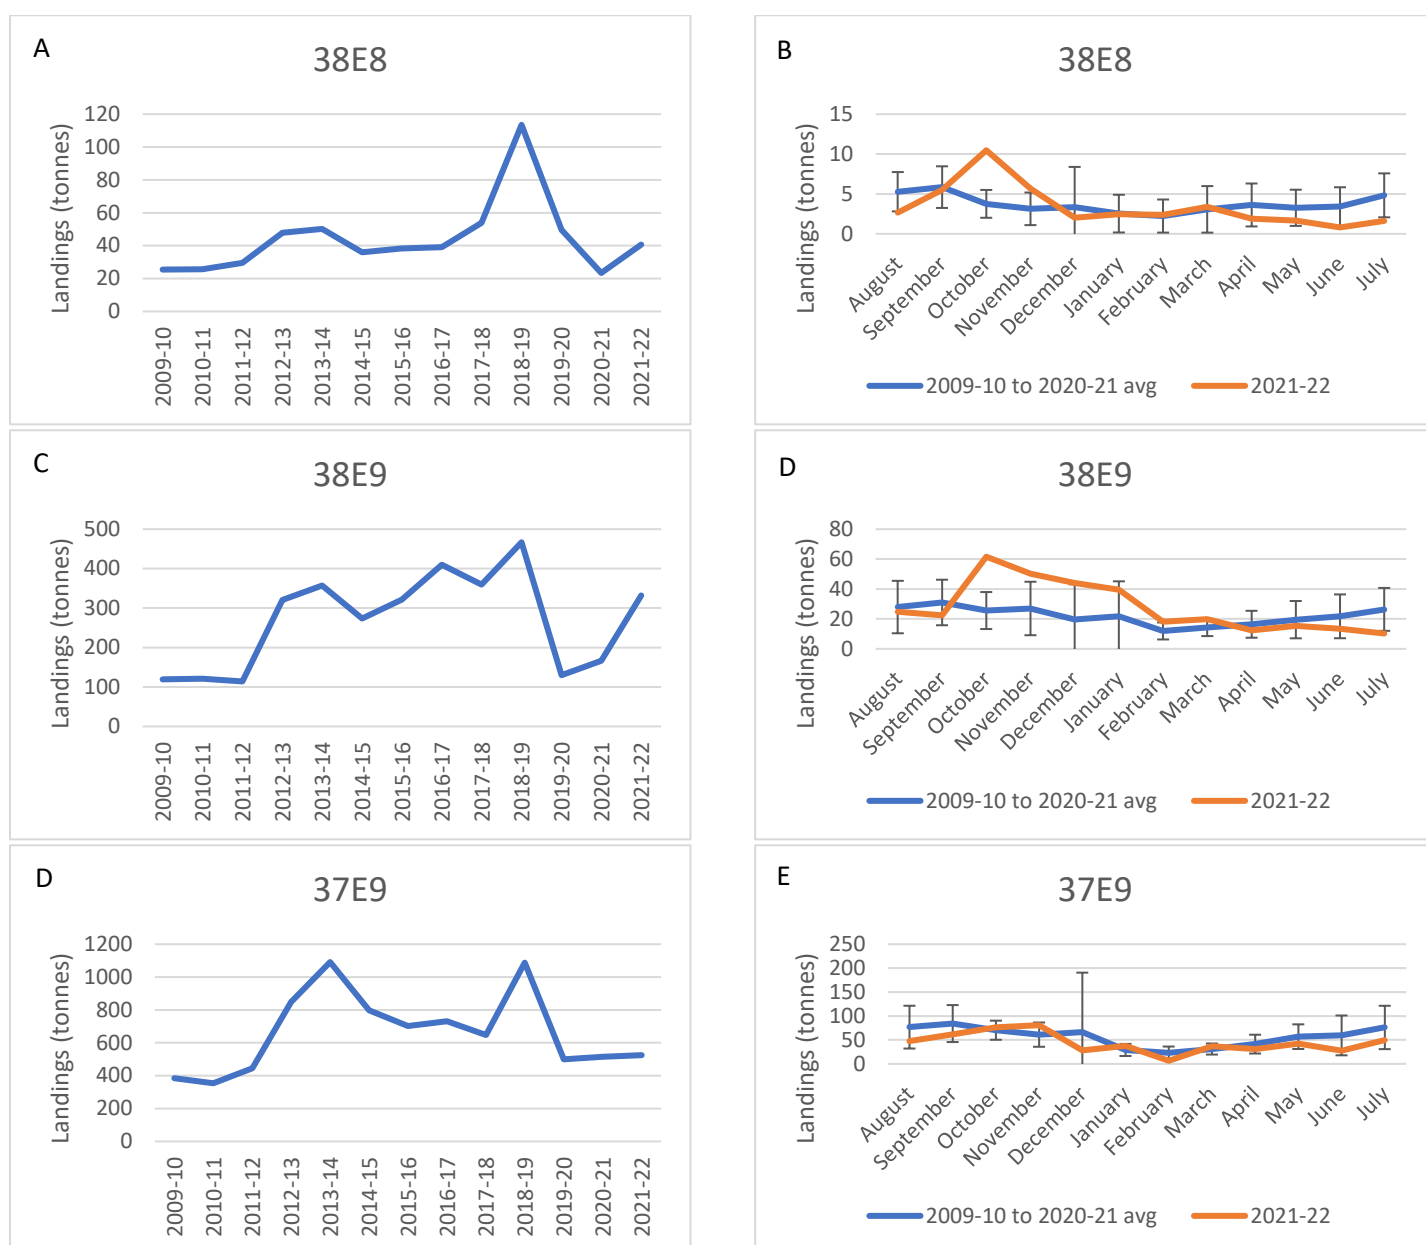 A
38E8
Landings (tonnes)
120
100
80
60
40
20
0
2009-10
2010-11
2011-12
2012-13
2013-14
2014-15
2015-16
2016-17
2017-18
2018-19
2019-20
2020-21
2021-22
B
38E8
Landings (tonnes)
15
10
5
0
August
September
October
November
December
January
February
March
April
May
June
July
2009-10 to 2020-21 avg
2021-22
C
38E9
Landings (tonnes)
500
400
300
200
100
0
2009-10
2010-11
2011-12
2012-13
2013-14
2014-15
2015-16
2016-17
2017-18
2018-19
2019-20
2020-21
2021-22
D
38E9
Landings (tonnes)
80
60
40
20
0
August
September
October
November
December
January
February
March
April
May
June
July
2009-10 to 2020-21 avg
2021-22
D
37E9
Landings (tonnes)
1200
1000
800
600
400
200
0
2009-10
2010-11
2011-12
2012-13
2013-14
2014-15
2015-16
2016-17
2017-18
2018-19
2019-20
2020-21
2021-22
E
37E9
Landings (tonnes)
250
200
150
100
50
0
August
September
October
November
December
January
February
March
April
May
June
July
2009-10 to 2020-21 avg
2021-22